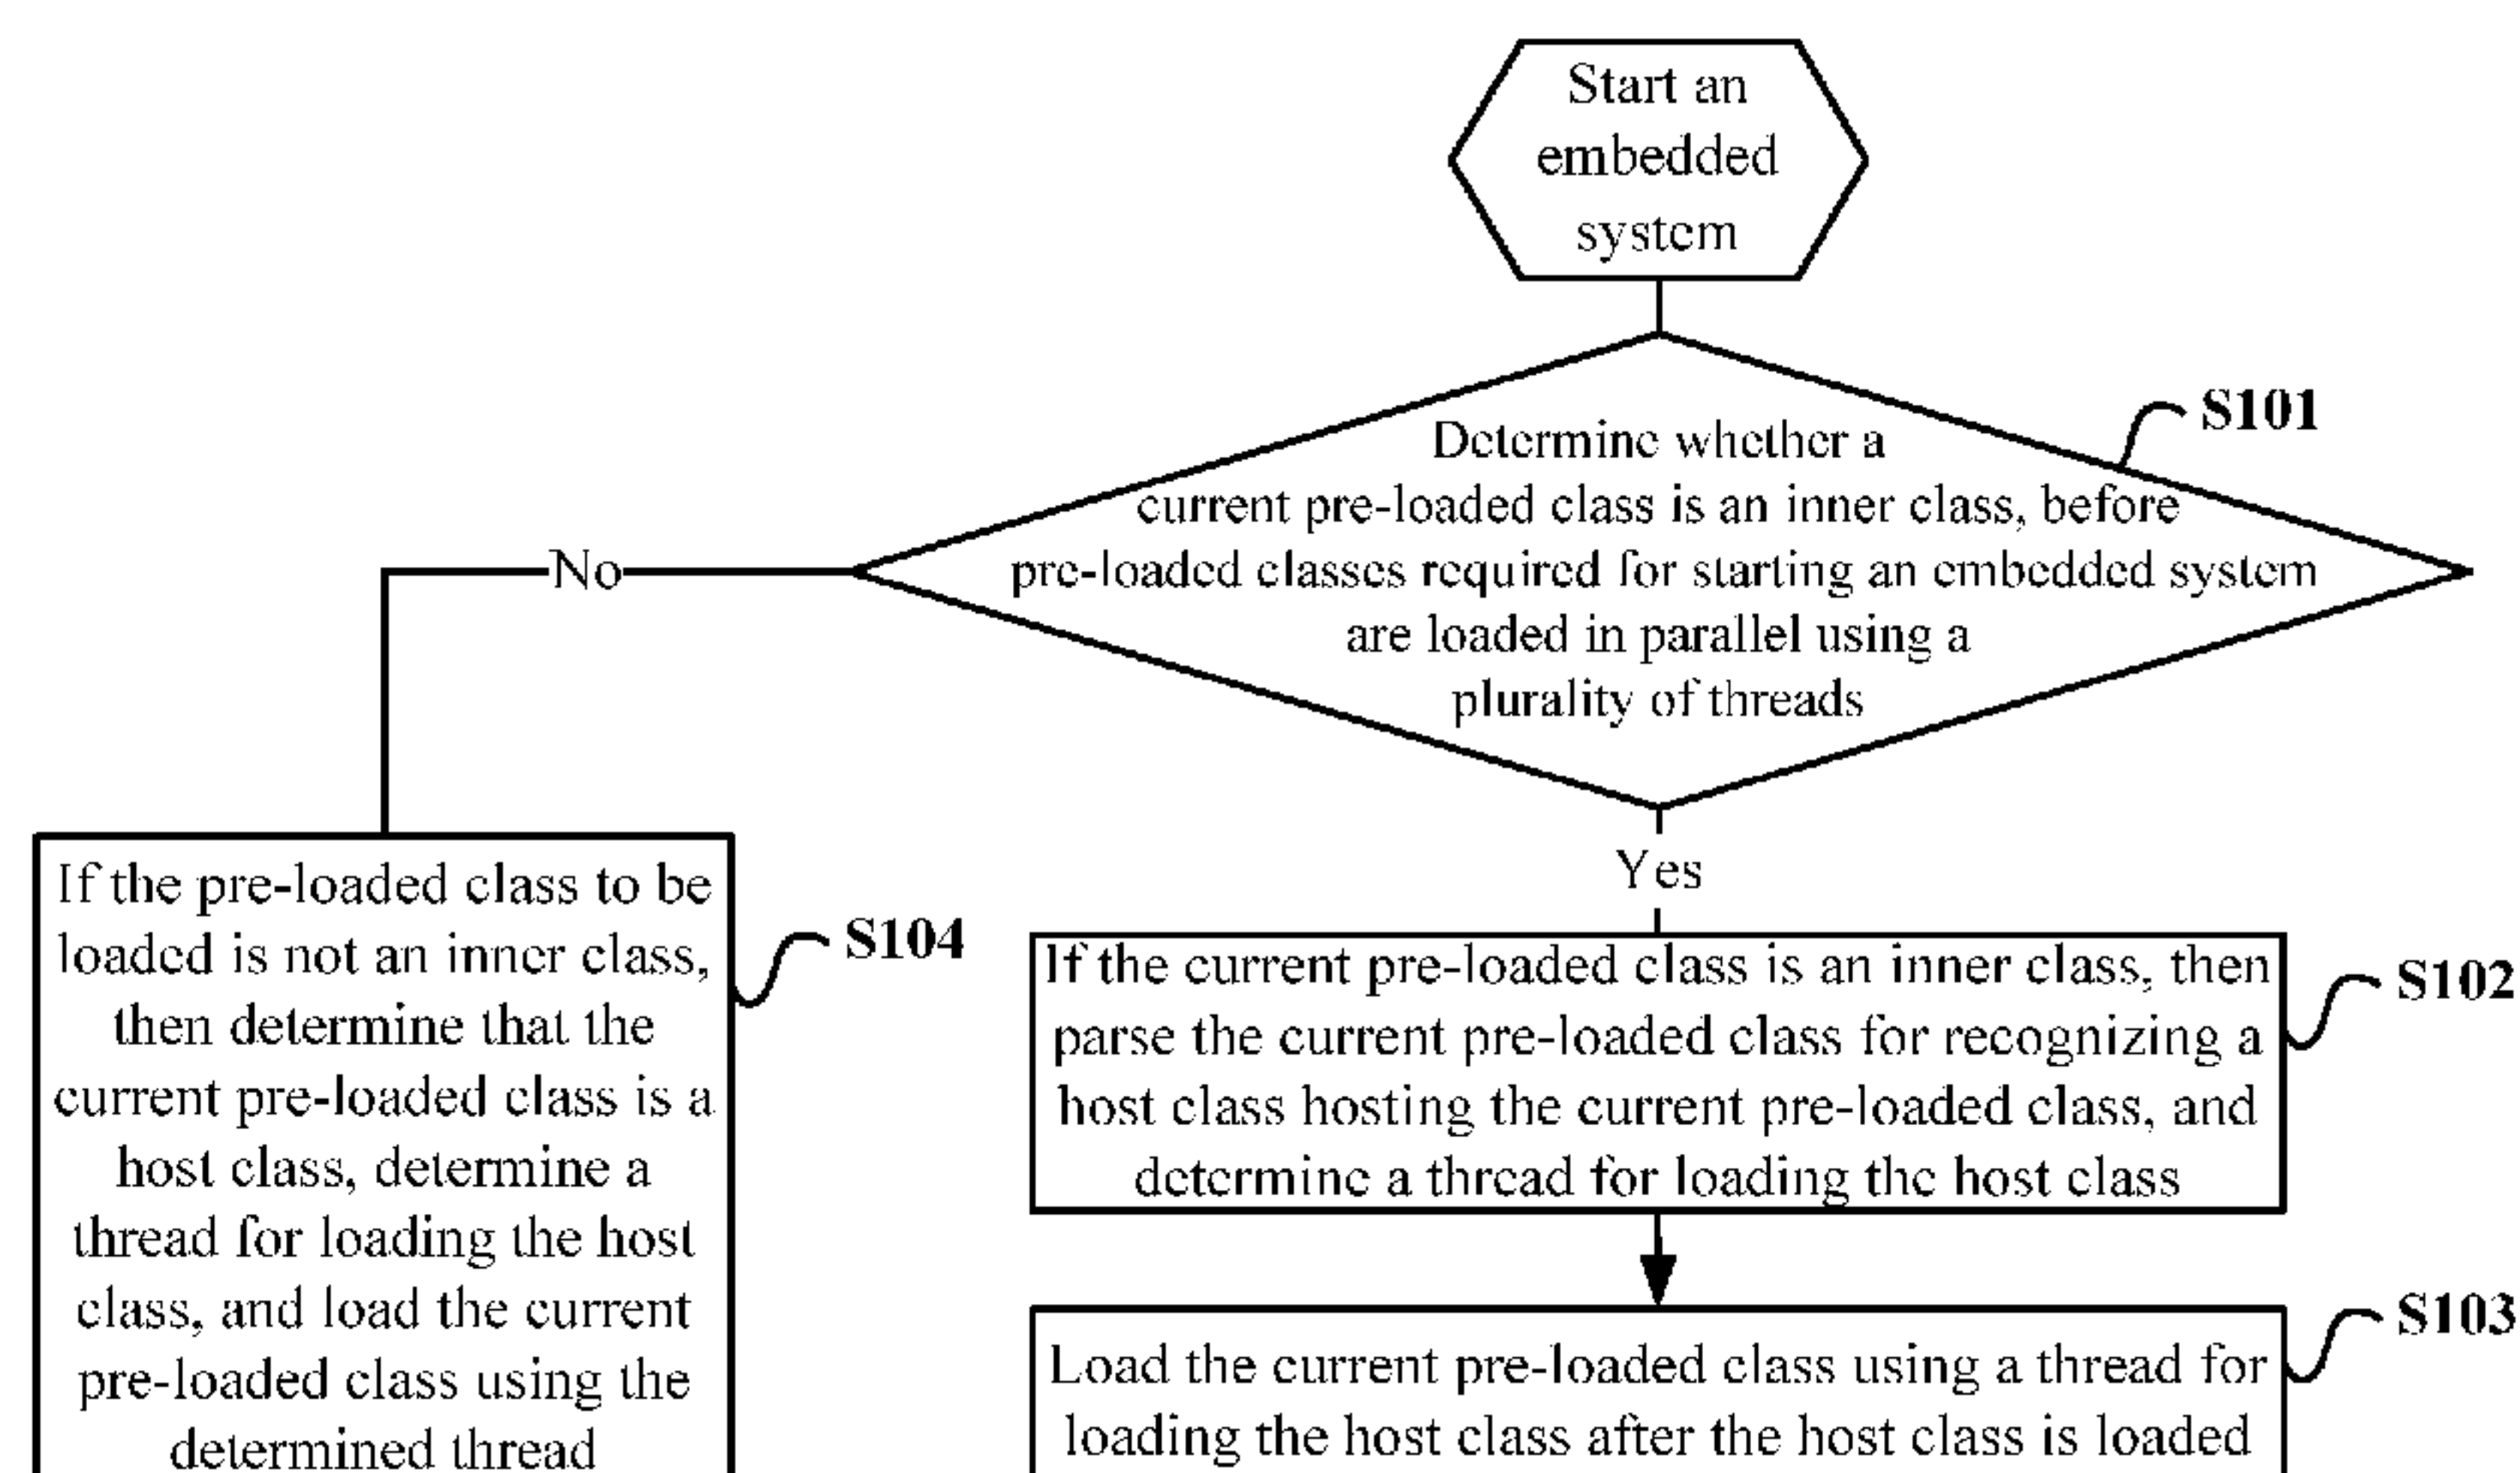 Start an
embedded
system
S101
Determine whether a
current pre-loaded class is an inner class, before
pre-loaded classes required for starting an embedded system
are loaded in parallel using a
plurality of threads
No
Yes
If the pre-loaded class to be
loaded is not an inner class,
then determine that the
current pre-loaded class is a
host class, determine a
thread for loading the host
class, and load the current
pre-loaded class using the
determined thread
S104
If the current pre-loaded class is an inner class, then
parse the current pre-loaded class for recognizing a
host class hosting the current pre-loaded class, and
determine a thread for loading the host class
S102
Load the current pre-loaded class using a thread for
loading the host class after the host class is loaded
S103